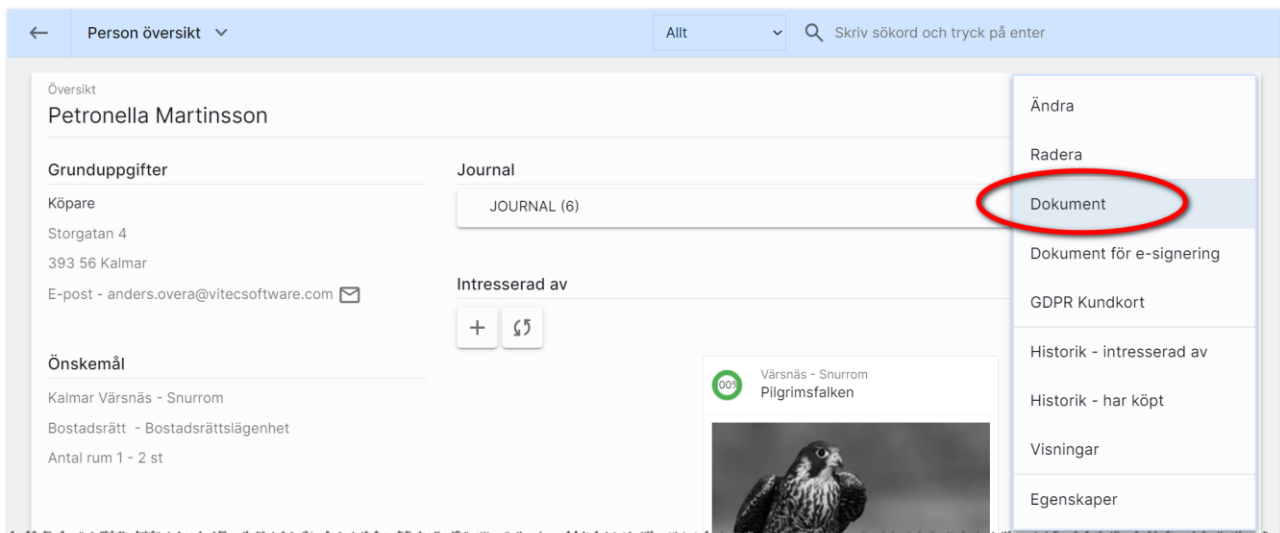 Person översikt
Allt
Skriv sökord och tryck på enter
Översikt
Petronella Martinsson
Grunduppgifter
Köpare
Storgatan 4
393 56 Kalmar
E-post - anders.overa@vitecsoftware.com
Önskemål
Kalmar Värsnäs - Snurrom
Bostadsrätt - Bostadsrättslägenhet
Antal rum 1 - 2 st
Journal
JOURNAL (6)
Intresserad av
Värsnäs - Snurrom
Pilgrimsfalken
Ändra
Radera
Dokument
Dokument för e-signering
GDPR Kundkort
Historik - intresserad av
Historik - har köpt
Visningar
Egenskaper